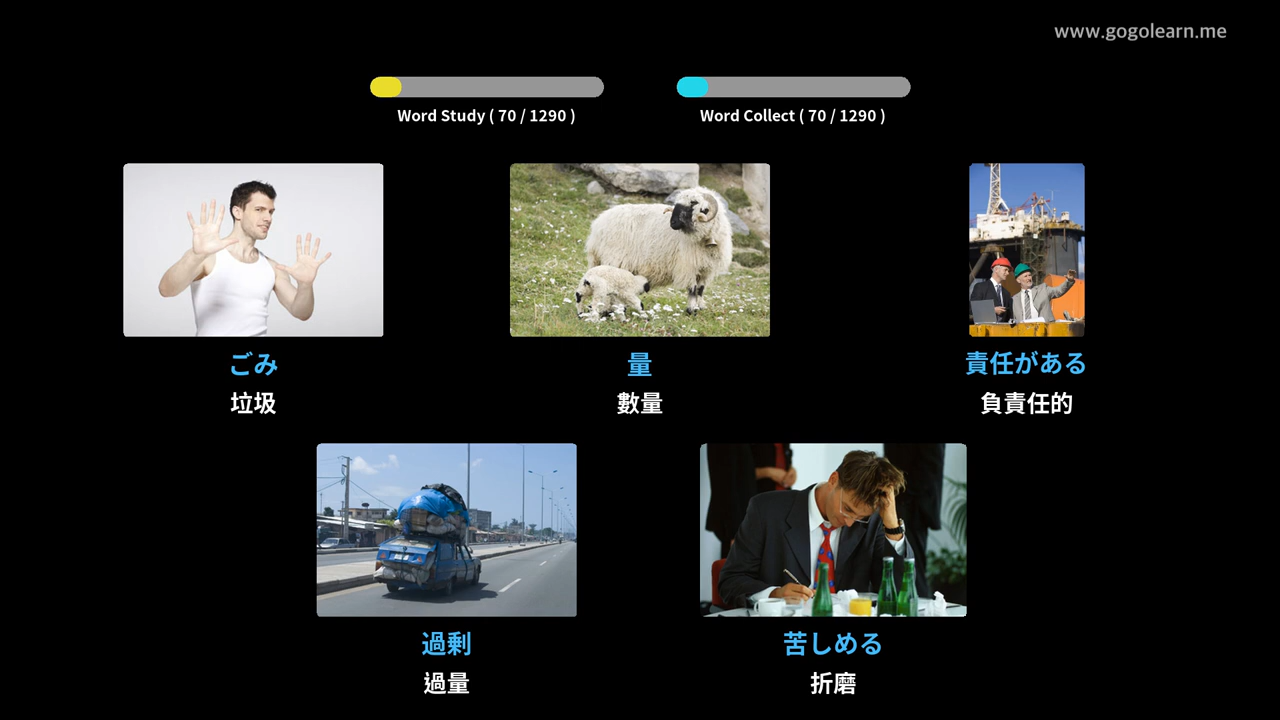 www.gogolearn.me
Word Study ( 70 / 1290 )
Word Collect ( 70 / 1290 )
ごみ
垃圾
量
數量
責任がある
負責任的
過剰
過量
苦しめる
折磨